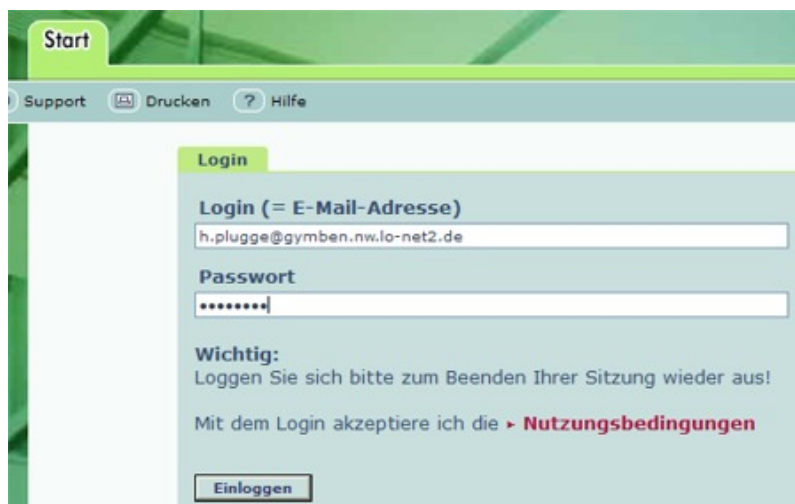 Start
Support Drucken ? Hilfe
Login
Login (= E-Mail-Adresse)
h.plugge@gymben.nw.lo-net2.de
Passwort
••••••••
Wichtig:
Loggen Sie sich bitte zum Beenden Ihrer Sitzung wieder aus!
Mit dem Login akzeptiere ich die ▸ Nutzungsbedingungen
Einloggen